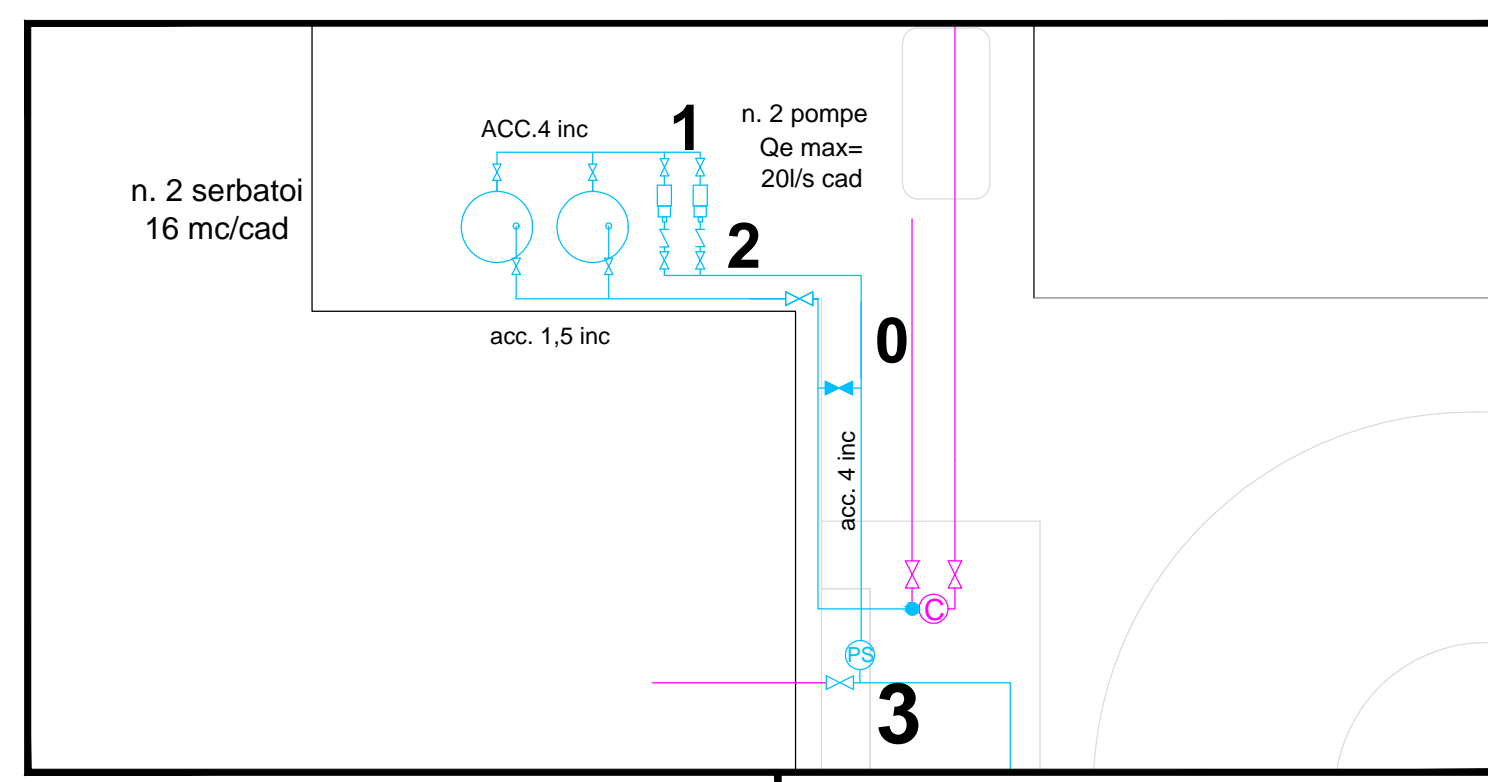 ACC.4 inc
1
n. 2 pompe
Qe max=
20l/s cad
n. 2 serbatoi
16 mc/cad
2
acc. 1,5 inc
0
acc. 4 inc
C
PS
3